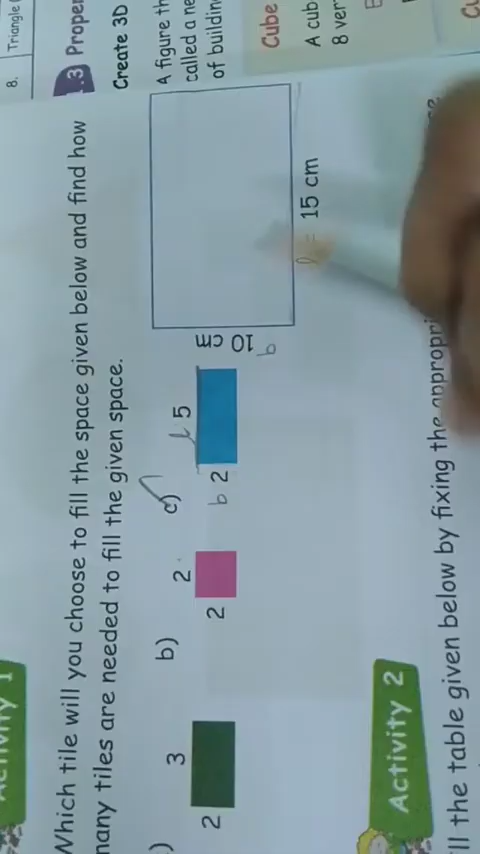 8. Triangle
1.3 Proper
Create 3D
A figure th
called a ne
of building
Cube
A cub
8 ver
Which tile will you choose to fill the space given below and find how
many tiles are needed to fill the given space.
3
2
b)
2
2
c)
l 5
b 2
10 cm
b
l = 15 cm
Activity 2
ll the table given below by fixing the appropri